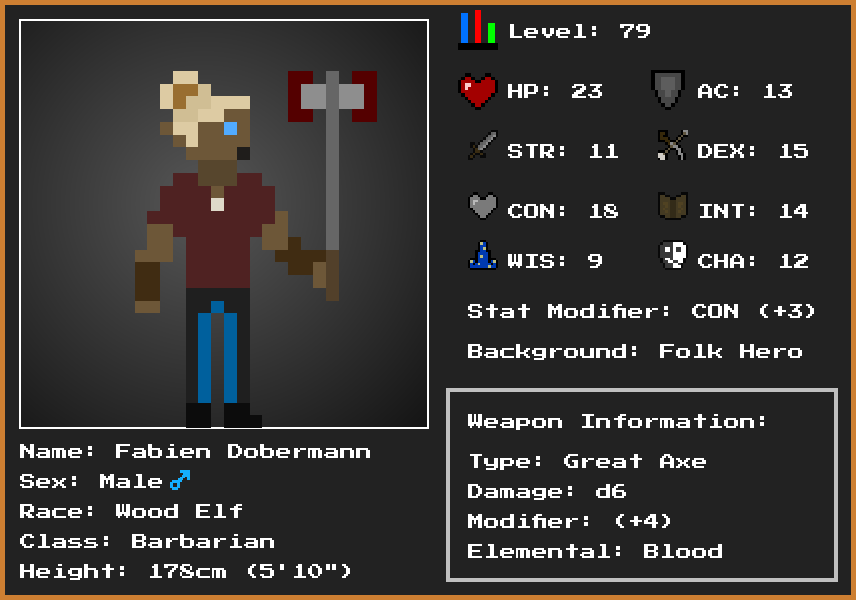 Level: 79
HP: 23 AC: 13
STR: 11 DEX: 15
CON: 18 INT: 14
WIS: 9 CHA: 12
Stat Modifier: CON (+3)
Background: Folk Hero
Weapon Information:
Type: Great Axe
Damage: d6
Modifier: (+4)
Elemental: Blood
Name: Fabien Dobermann
Sex: Male ♂
Race: Wood Elf
Class: Barbarian
Height: 178cm (5'10")